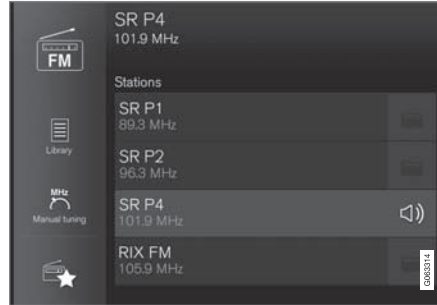 SR P4
101.9 MHz
FM
Stations
SR P1
89.3 MHz
Library
SR P2
96.3 MHz
MHz
Manual tuning
SR P4
101.9 MHz
RIX FM
105.9 MHz
G063314